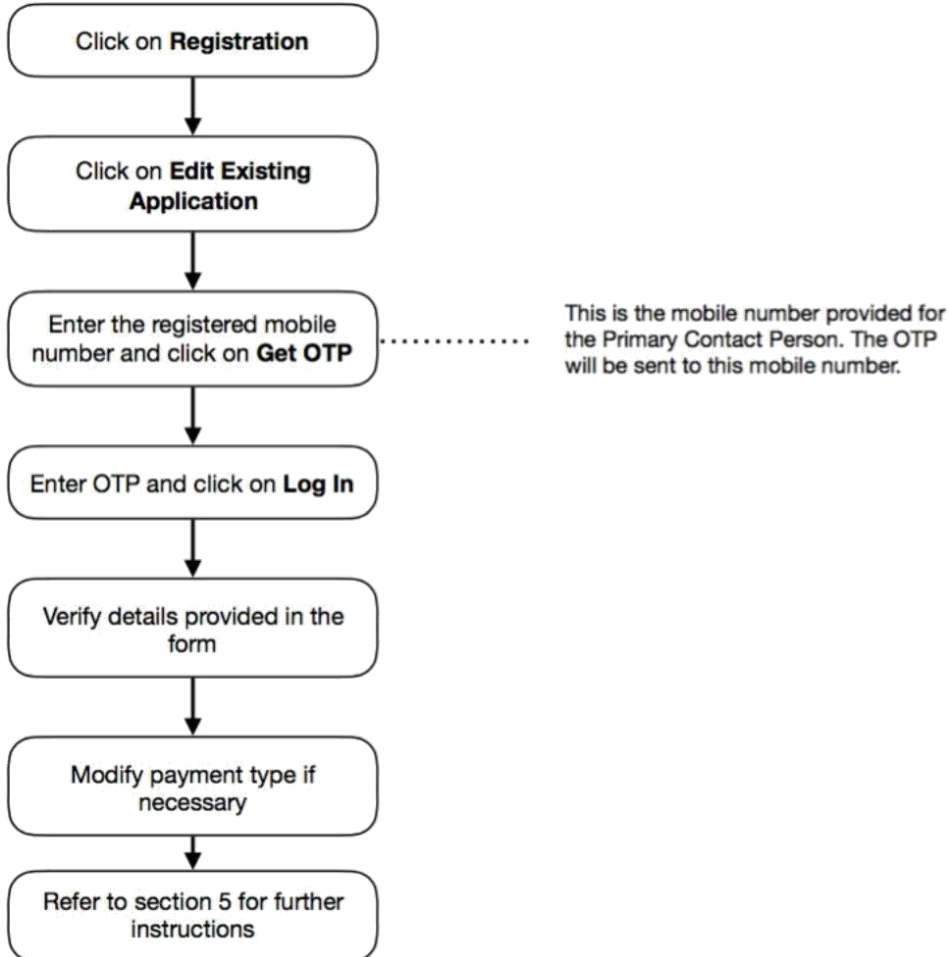 Click on Registration
Click on Edit Existing
Application
Enter the registered mobile
number and click on Get OTP
This is the mobile number provided for
the Primary Contact Person. The OTP
will be sent to this mobile number.
Enter OTP and click on Log In
Verify details provided in the
form
Modify payment type if
necessary
Refer to section 5 for further
instructions